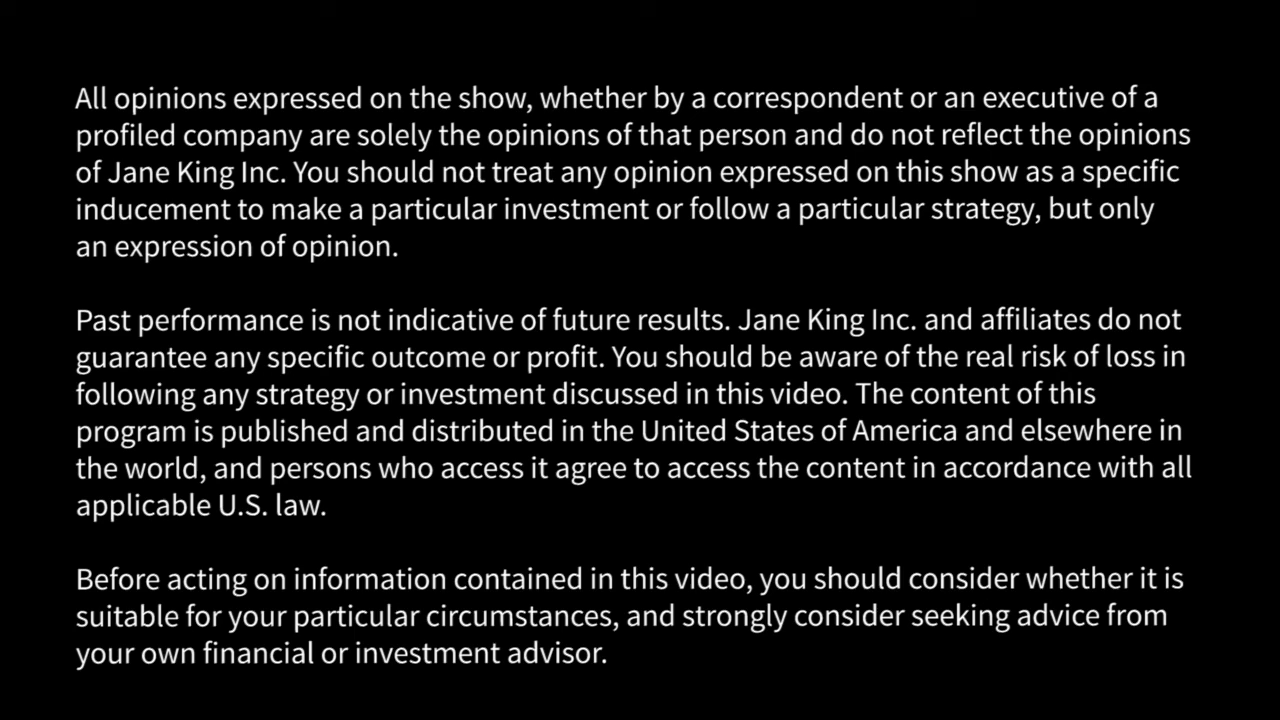 All opinions expressed on the show, whether by a correspondent or an executive of a
profiled company are solely the opinions of that person and do not reflect the opinions
of Jane King Inc. You should not treat any opinion expressed on this show as a specific
inducement to make a particular investment or follow a particular strategy, but only
an expression of opinion.
Past performance is not indicative of future results. Jane King Inc. and affiliates do not
guarantee any specific outcome or profit. You should be aware of the real risk of loss in
following any strategy or investment discussed in this video. The content of this
program is published and distributed in the United States of America and elsewhere in
the world, and persons who access it agree to access the content in accordance with all
applicable U.S. law.
Before acting on information contained in this video, you should consider whether it is
suitable for your particular circumstances, and strongly consider seeking advice from
your own financial or investment advisor.